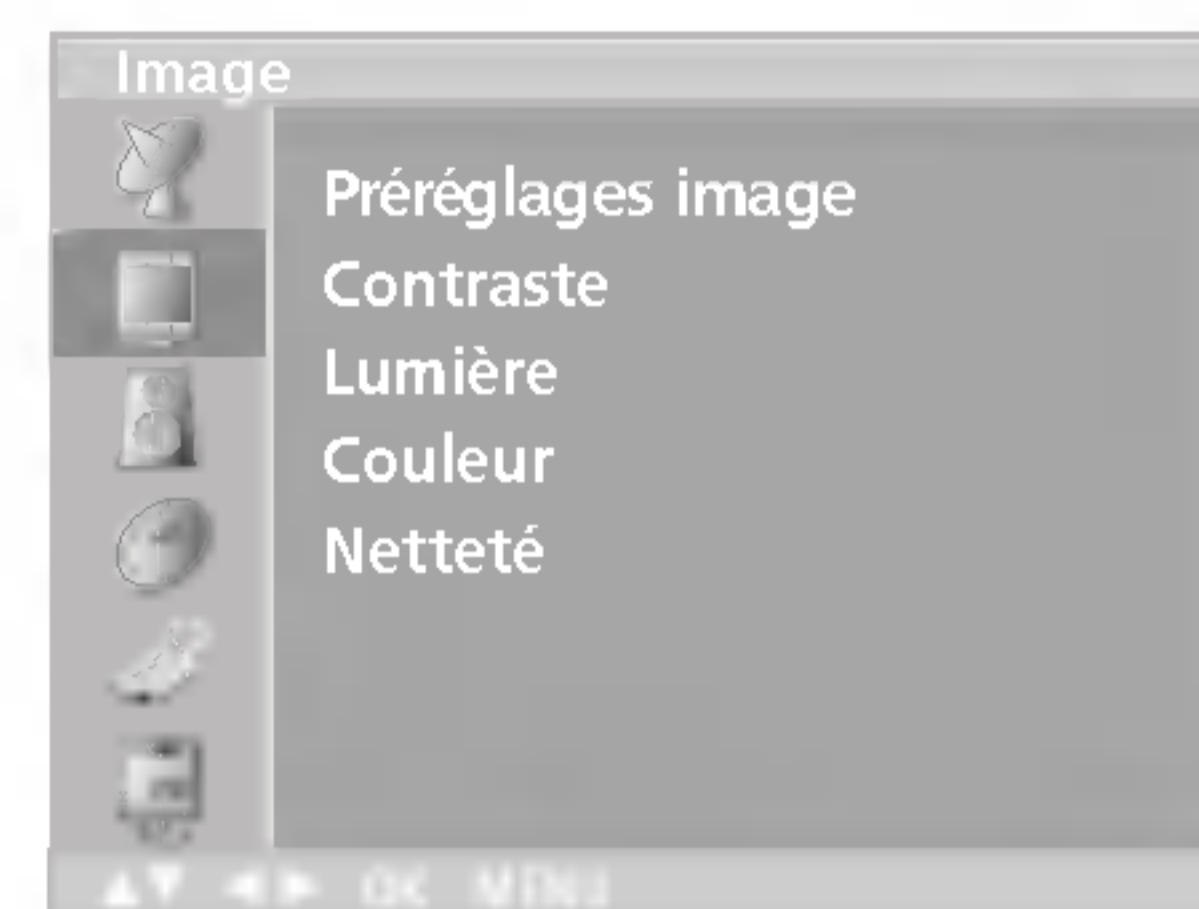 Image
Préréglages image
Contraste
Lumière
Couleur
Netteté
▲▼ ◀▶ OK MENU